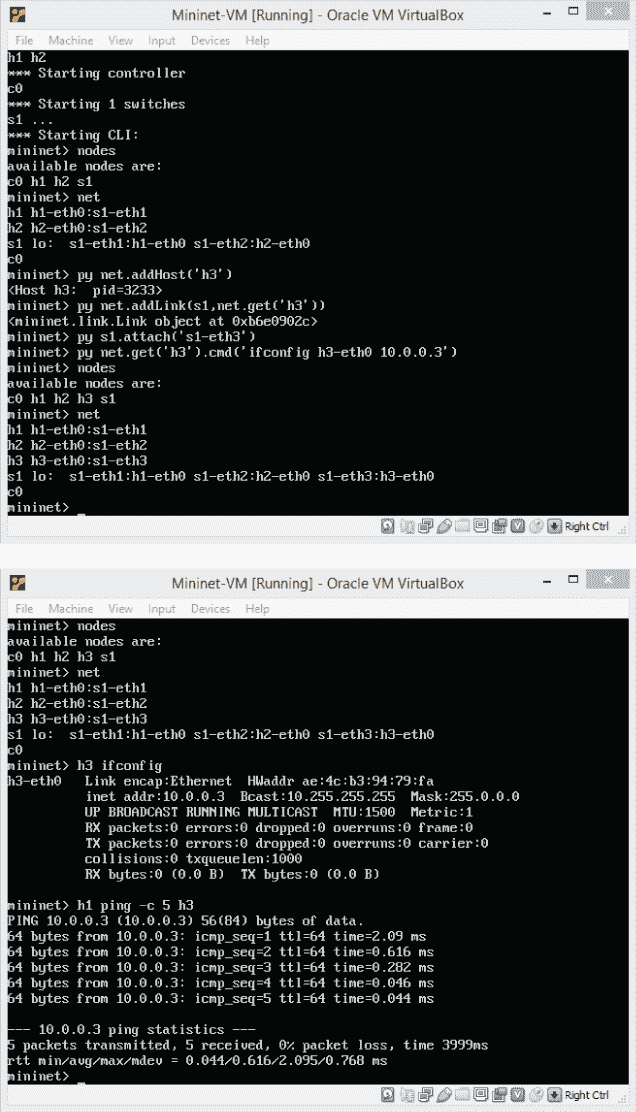 Mininet-VM [Running] - Oracle VM VirtualBox
File Machine View Input Devices Help
h1 h2
*** Starting controller
c0
*** Starting 1 switches
s1 ...
*** Starting CLI:
mininet> nodes
available nodes are:
c0 h1 h2 s1
mininet> net
h1 h1-eth0:s1-eth1
h2 h2-eth0:s1-eth2
s1 lo:  s1-eth1:h1-eth0 s1-eth2:h2-eth0
c0
mininet> py net.addHost('h3')
<Host h3:  pid=3233>
mininet> py net.addLink(s1,net.get('h3'))
<mininet.link.Link object at 0xb6e0902c>
mininet> py s1.attach('s1-eth3')
mininet> py net.get('h3').cmd('ifconfig h3-eth0 10.0.0.3')
mininet> nodes
available nodes are:
c0 h1 h2 h3 s1
mininet> net
h1 h1-eth0:s1-eth1
h2 h2-eth0:s1-eth2
h3 h3-eth0:s1-eth3
s1 lo:  s1-eth1:h1-eth0 s1-eth2:h2-eth0 s1-eth3:h3-eth0
c0
mininet> _
Right Ctrl
Mininet-VM [Running] - Oracle VM VirtualBox
File Machine View Input Devices Help
mininet> nodes
available nodes are:
c0 h1 h2 h3 s1
mininet> net
h1 h1-eth0:s1-eth1
h2 h2-eth0:s1-eth2
h3 h3-eth0:s1-eth3
s1 lo:  s1-eth1:h1-eth0 s1-eth2:h2-eth0 s1-eth3:h3-eth0
c0
mininet> h3 ifconfig
h3-eth0   Link encap:Ethernet  HWaddr ae:4c:b3:94:79:fa
inet addr:10.0.0.3  Bcast:10.255.255.255  Mask:255.0.0.0
UP BROADCAST RUNNING MULTICAST  MTU:1500  Metric:1
RX packets:0 errors:0 dropped:0 overruns:0 frame:0
TX packets:0 errors:0 dropped:0 overruns:0 carrier:0
collisions:0 txqueuelen:1000
RX bytes:0 (0.0 B)  TX bytes:0 (0.0 B)
mininet> h1 ping -c 5 h3
PING 10.0.0.3 (10.0.0.3) 56(84) bytes of data.
64 bytes from 10.0.0.3: icmp_seq=1 ttl=64 time=2.09 ms
64 bytes from 10.0.0.3: icmp_seq=2 ttl=64 time=0.616 ms
64 bytes from 10.0.0.3: icmp_seq=3 ttl=64 time=0.282 ms
64 bytes from 10.0.0.3: icmp_seq=4 ttl=64 time=0.046 ms
64 bytes from 10.0.0.3: icmp_seq=5 ttl=64 time=0.044 ms
--- 10.0.0.3 ping statistics ---
5 packets transmitted, 5 received, 0% packet loss, time 3999ms
rtt min/avg/max/mdev = 0.044/0.616/2.095/0.768 ms
mininet> _
Right Ctrl